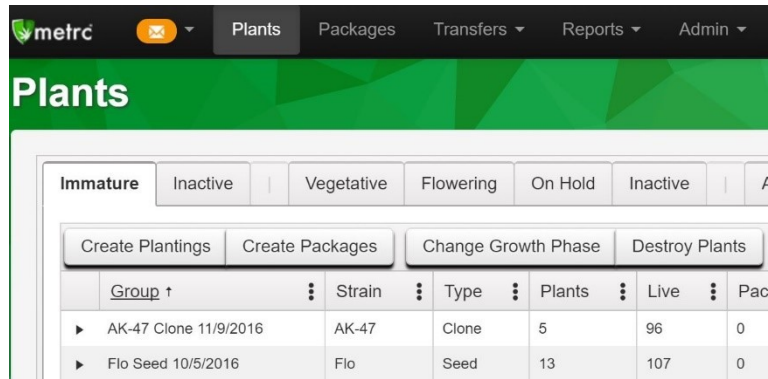 metrc Plants Packages Transfers Reports Admin
Plants
Immature Inactive Vegetative Flowering On Hold Inactive
Create Plantings Create Packages Change Growth Phase Destroy Plants
Group ↑ Strain Type Plants Live
AK-47 Clone 11/9/2016 AK-47 Clone 5 96 0
Flo Seed 10/5/2016 Flo Seed 13 107 0